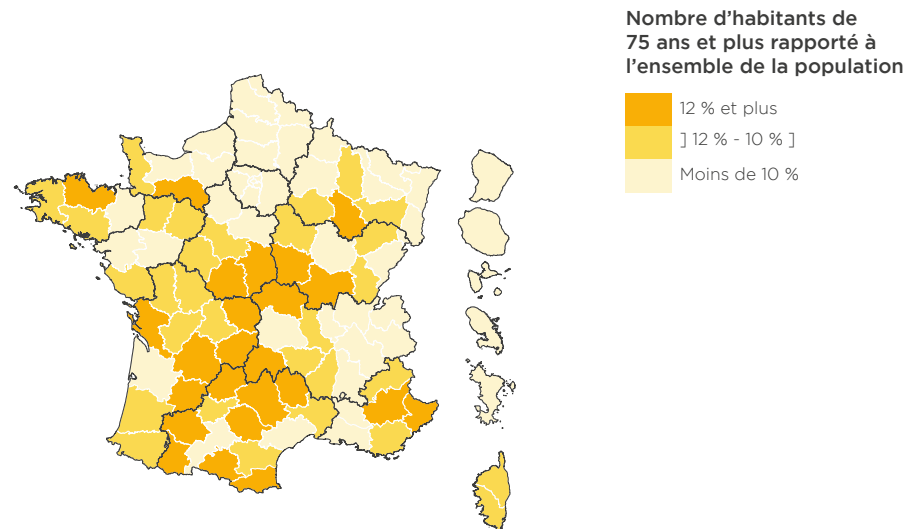 Nombre d’habitants de
75 ans et plus rapporté à
l’ensemble de la population
12 % et plus
] 12 % - 10 % ]
Moins de 10 %